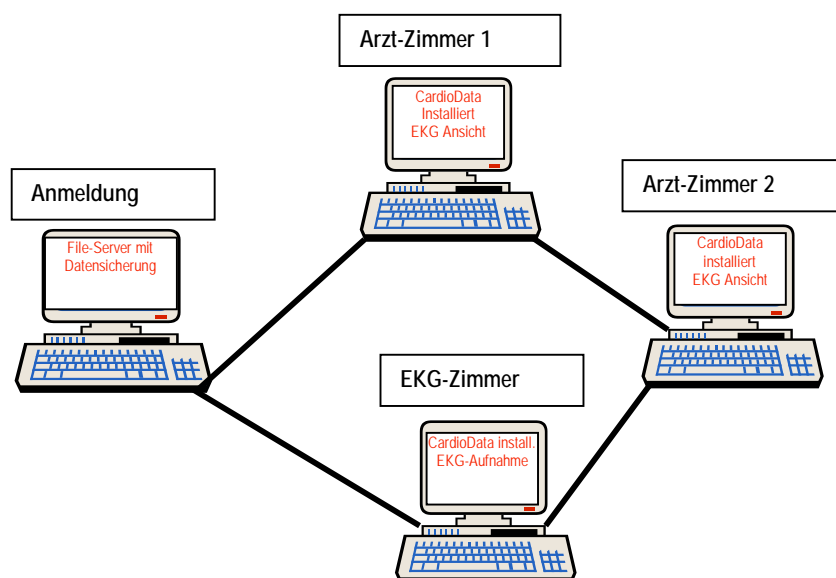 Arzt-Zimmer 1
CardioData
Installiert
EKG Ansicht
Anmeldung
File-Server mit
Datensicherung
Arzt-Zimmer 2
CardioData
installiert
EKG Ansicht
EKG-Zimmer
CardioData install.
EKG-Aufnahme